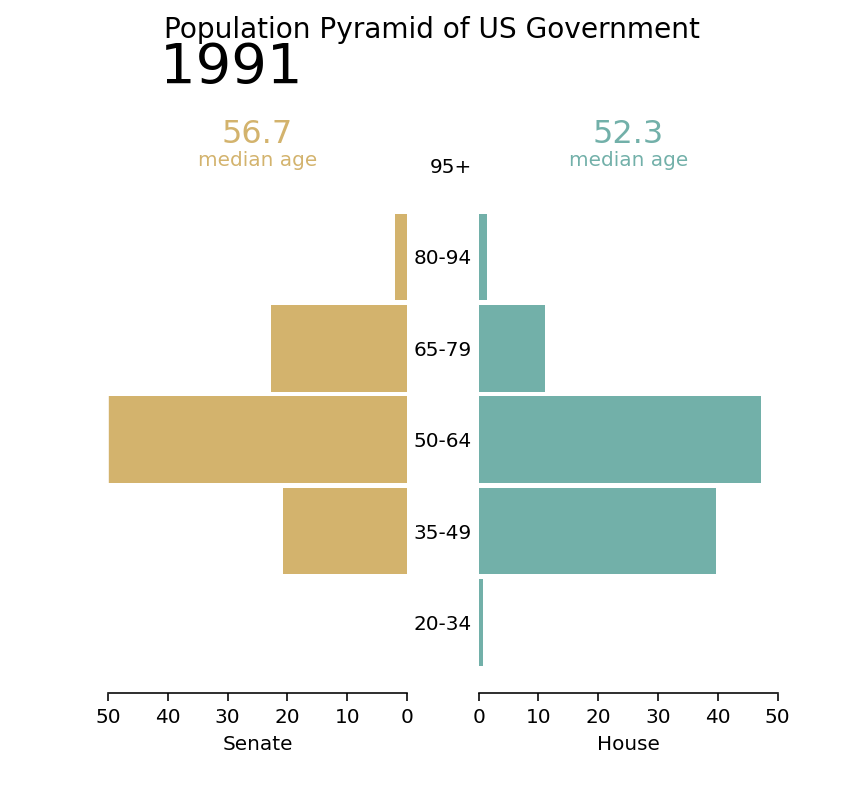 Population Pyramid of US Government
1991
56.7
median age
52.3
median age
95+
80-94
65-79
50-64
35-49
20-34
50 40 30 20 10 0
0 10 20 30 40 50
Senate
House